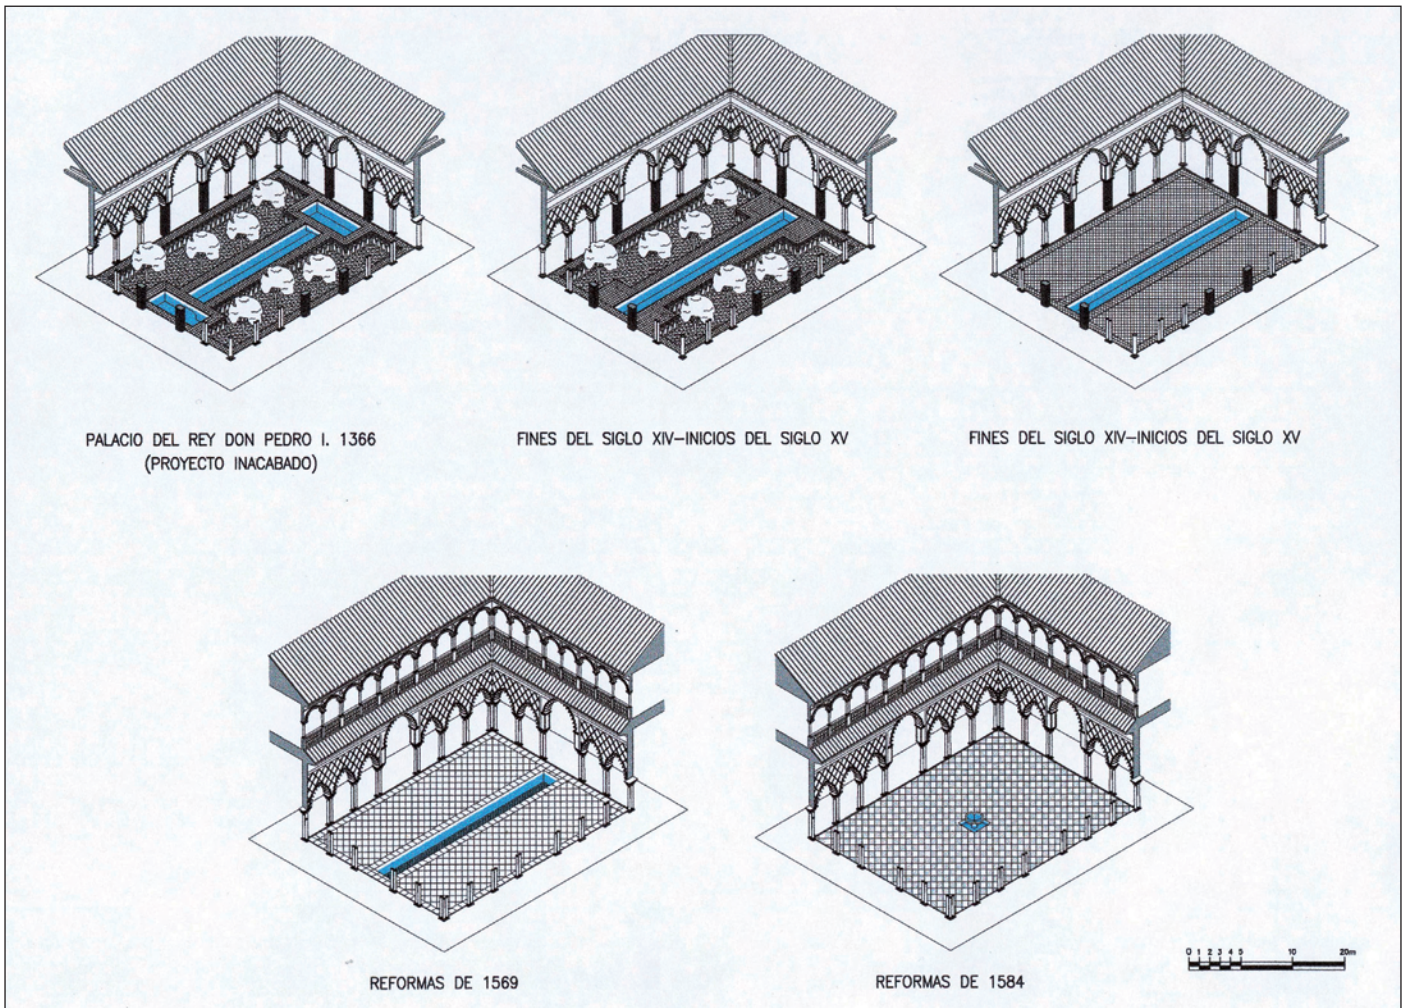 PALACIO DEL REY DON PEDRO I. 1366
(PROYECTO INACABADO)
FINES DEL SIGLO XIV-INICIOS DEL SIGLO XV
FINES DEL SIGLO XIV-INICIOS DEL SIGLO XV
REFORMAS DE 1569
REFORMAS DE 1584
0 1 2 3 4 5 10 20m